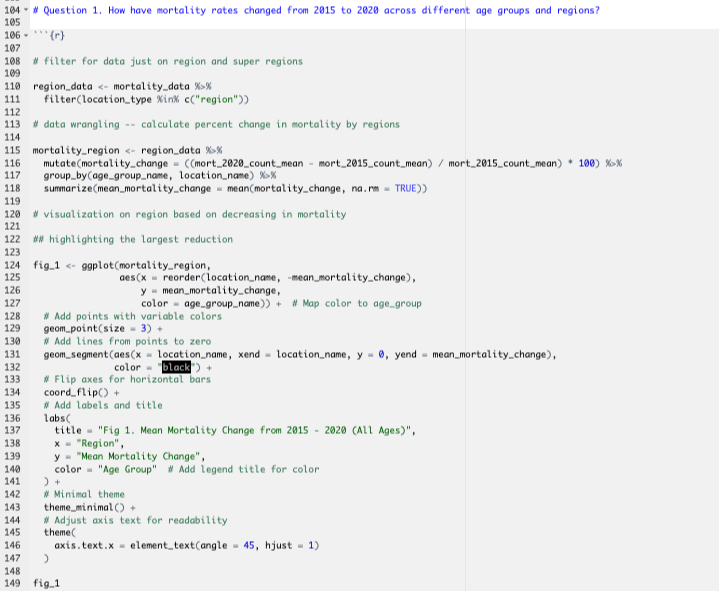 104 # Question 1. How have mortality rates changed from 2015 to 2020 across different age groups and regions?
105
106 ```{r}
107
108 # filter for data just on region and super regions
109
110 region_data <- mortality_data %>%
111   filter(location_type %in% c("region"))
112
113 # data wrangling -- calculate percent change in mortality by regions
114
115 mortality_region <- region_data %>%
116   mutate(mortality_change = ((mort_2020_count_mean - mort_2015_count_mean) / mort_2015_count_mean) * 100) %>%
117   group_by(age_group_name, location_name) %>%
118   summarize(mean_mortality_change = mean(mortality_change, na.rm = TRUE))
119
120 # visualization on region based on decreasing in mortality
121
122 ## highlighting the largest reduction
123
124 fig_1 <- ggplot(mortality_region,
125                 aes(x = reorder(location_name, -mean_mortality_change),
126                     y = mean_mortality_change,
127                     color = age_group_name)) +  # Map color to age_group
128   # Add points with variable colors
129   geom_point(size = 3) +
130   # Add lines from points to zero
131   geom_segment(aes(x = location_name, xend = location_name, y = 0, yend = mean_mortality_change),
132                color = "black") +
133   # Flip axes for horizontal bars
134   coord_flip() +
135   # Add labels and title
136   labs(
137     title = "Fig 1. Mean Mortality Change from 2015 - 2020 (All Ages)",
138     x = "Region",
139     y = "Mean Mortality Change",
140     color = "Age Group"  # Add legend title for color
141   ) +
142   # Minimal theme
143   theme_minimal() +
144   # Adjust axis text for readability
145   theme(
146     axis.text.x = element_text(angle = 45, hjust = 1)
147   )
148
149 fig_1